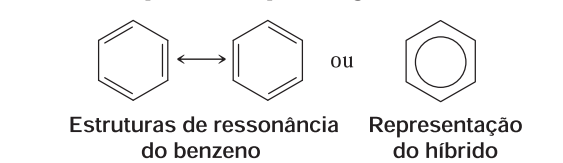 ou
Estruturas de ressonância
do benzeno
Representação
do híbrido